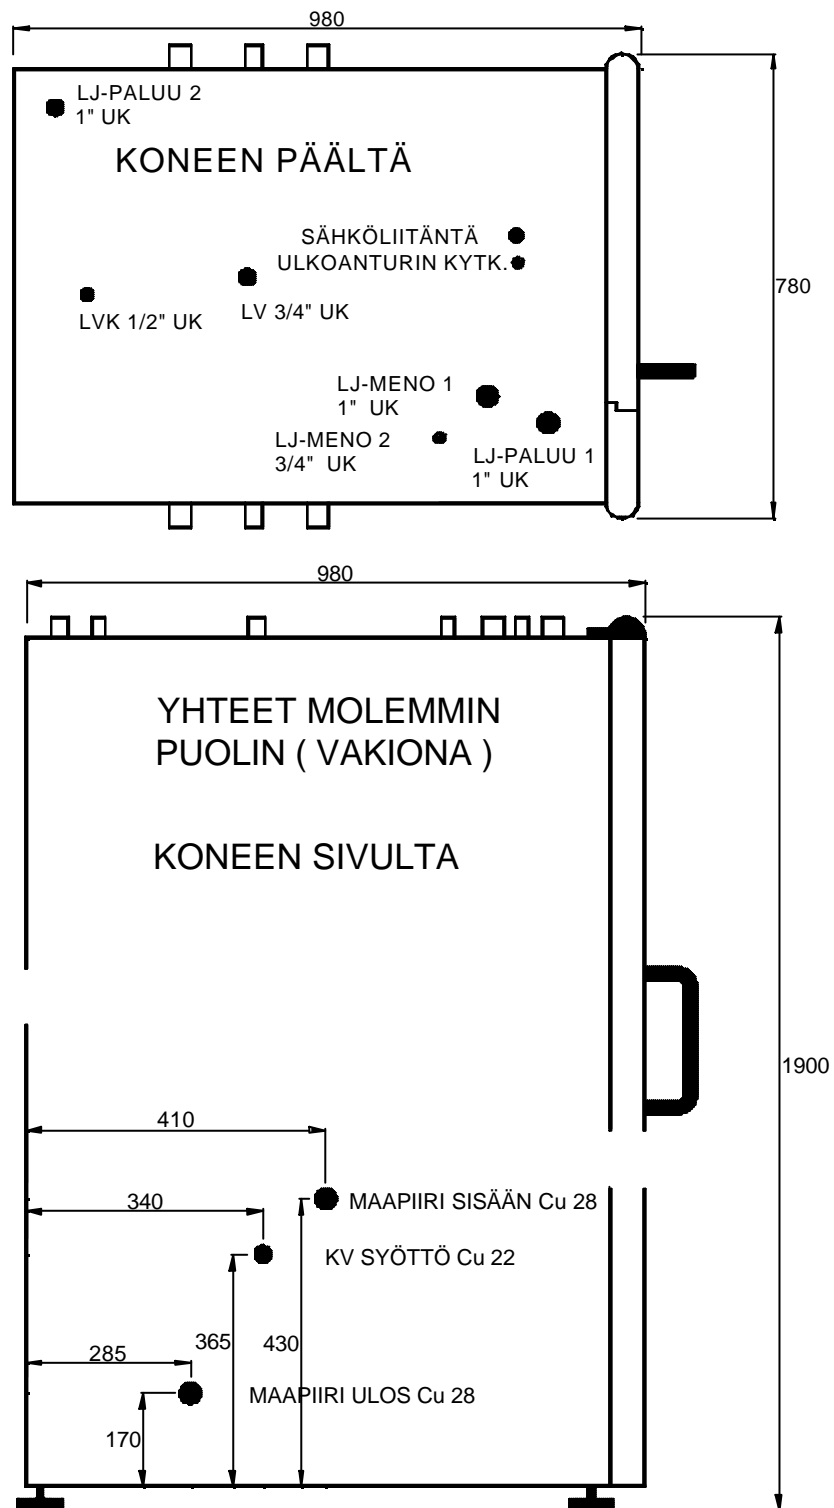 980
LJ-PALUU 2
1" UK
KONEEN PÄÄLTÄ
SÄHKÖLIITÄNTÄ
ULKOANTURIN KYTK.
780
LVK 1/2" UK
LV 3/4" UK
LJ-MENO 1
1" UK
LJ-MENO 2
3/4" UK
LJ-PALUU 1
1" UK
980
YHTEET MOLEMMIN
PUOLIN ( VAKIONA )
KONEEN SIVULTA
1900
410
340
MAAPIIRI SISÄÄN Cu 28
KV SYÖTTÖ Cu 22
365
430
285
MAAPIIRI ULOS Cu 28
170